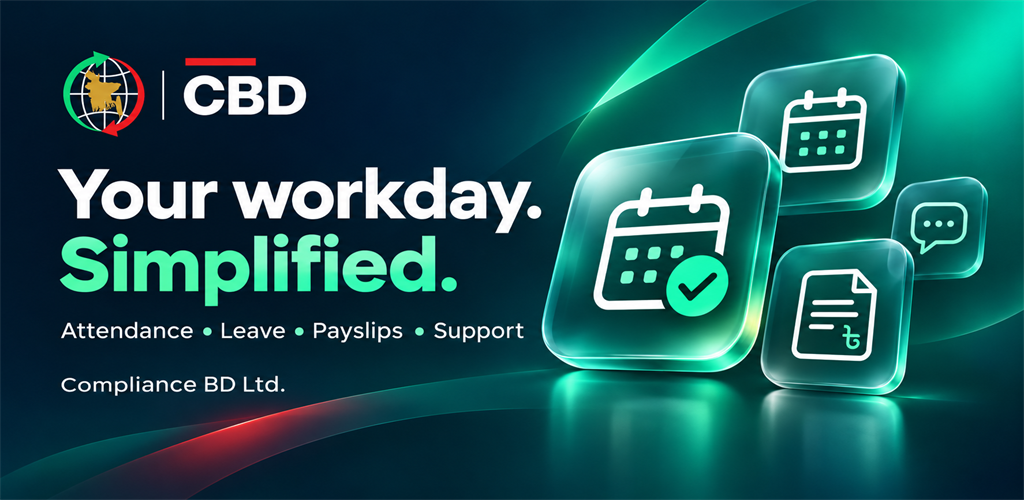 CBD
Your workday.
Simplified.
Attendance • Leave • Payslips • Support
Compliance BD Ltd.
৳